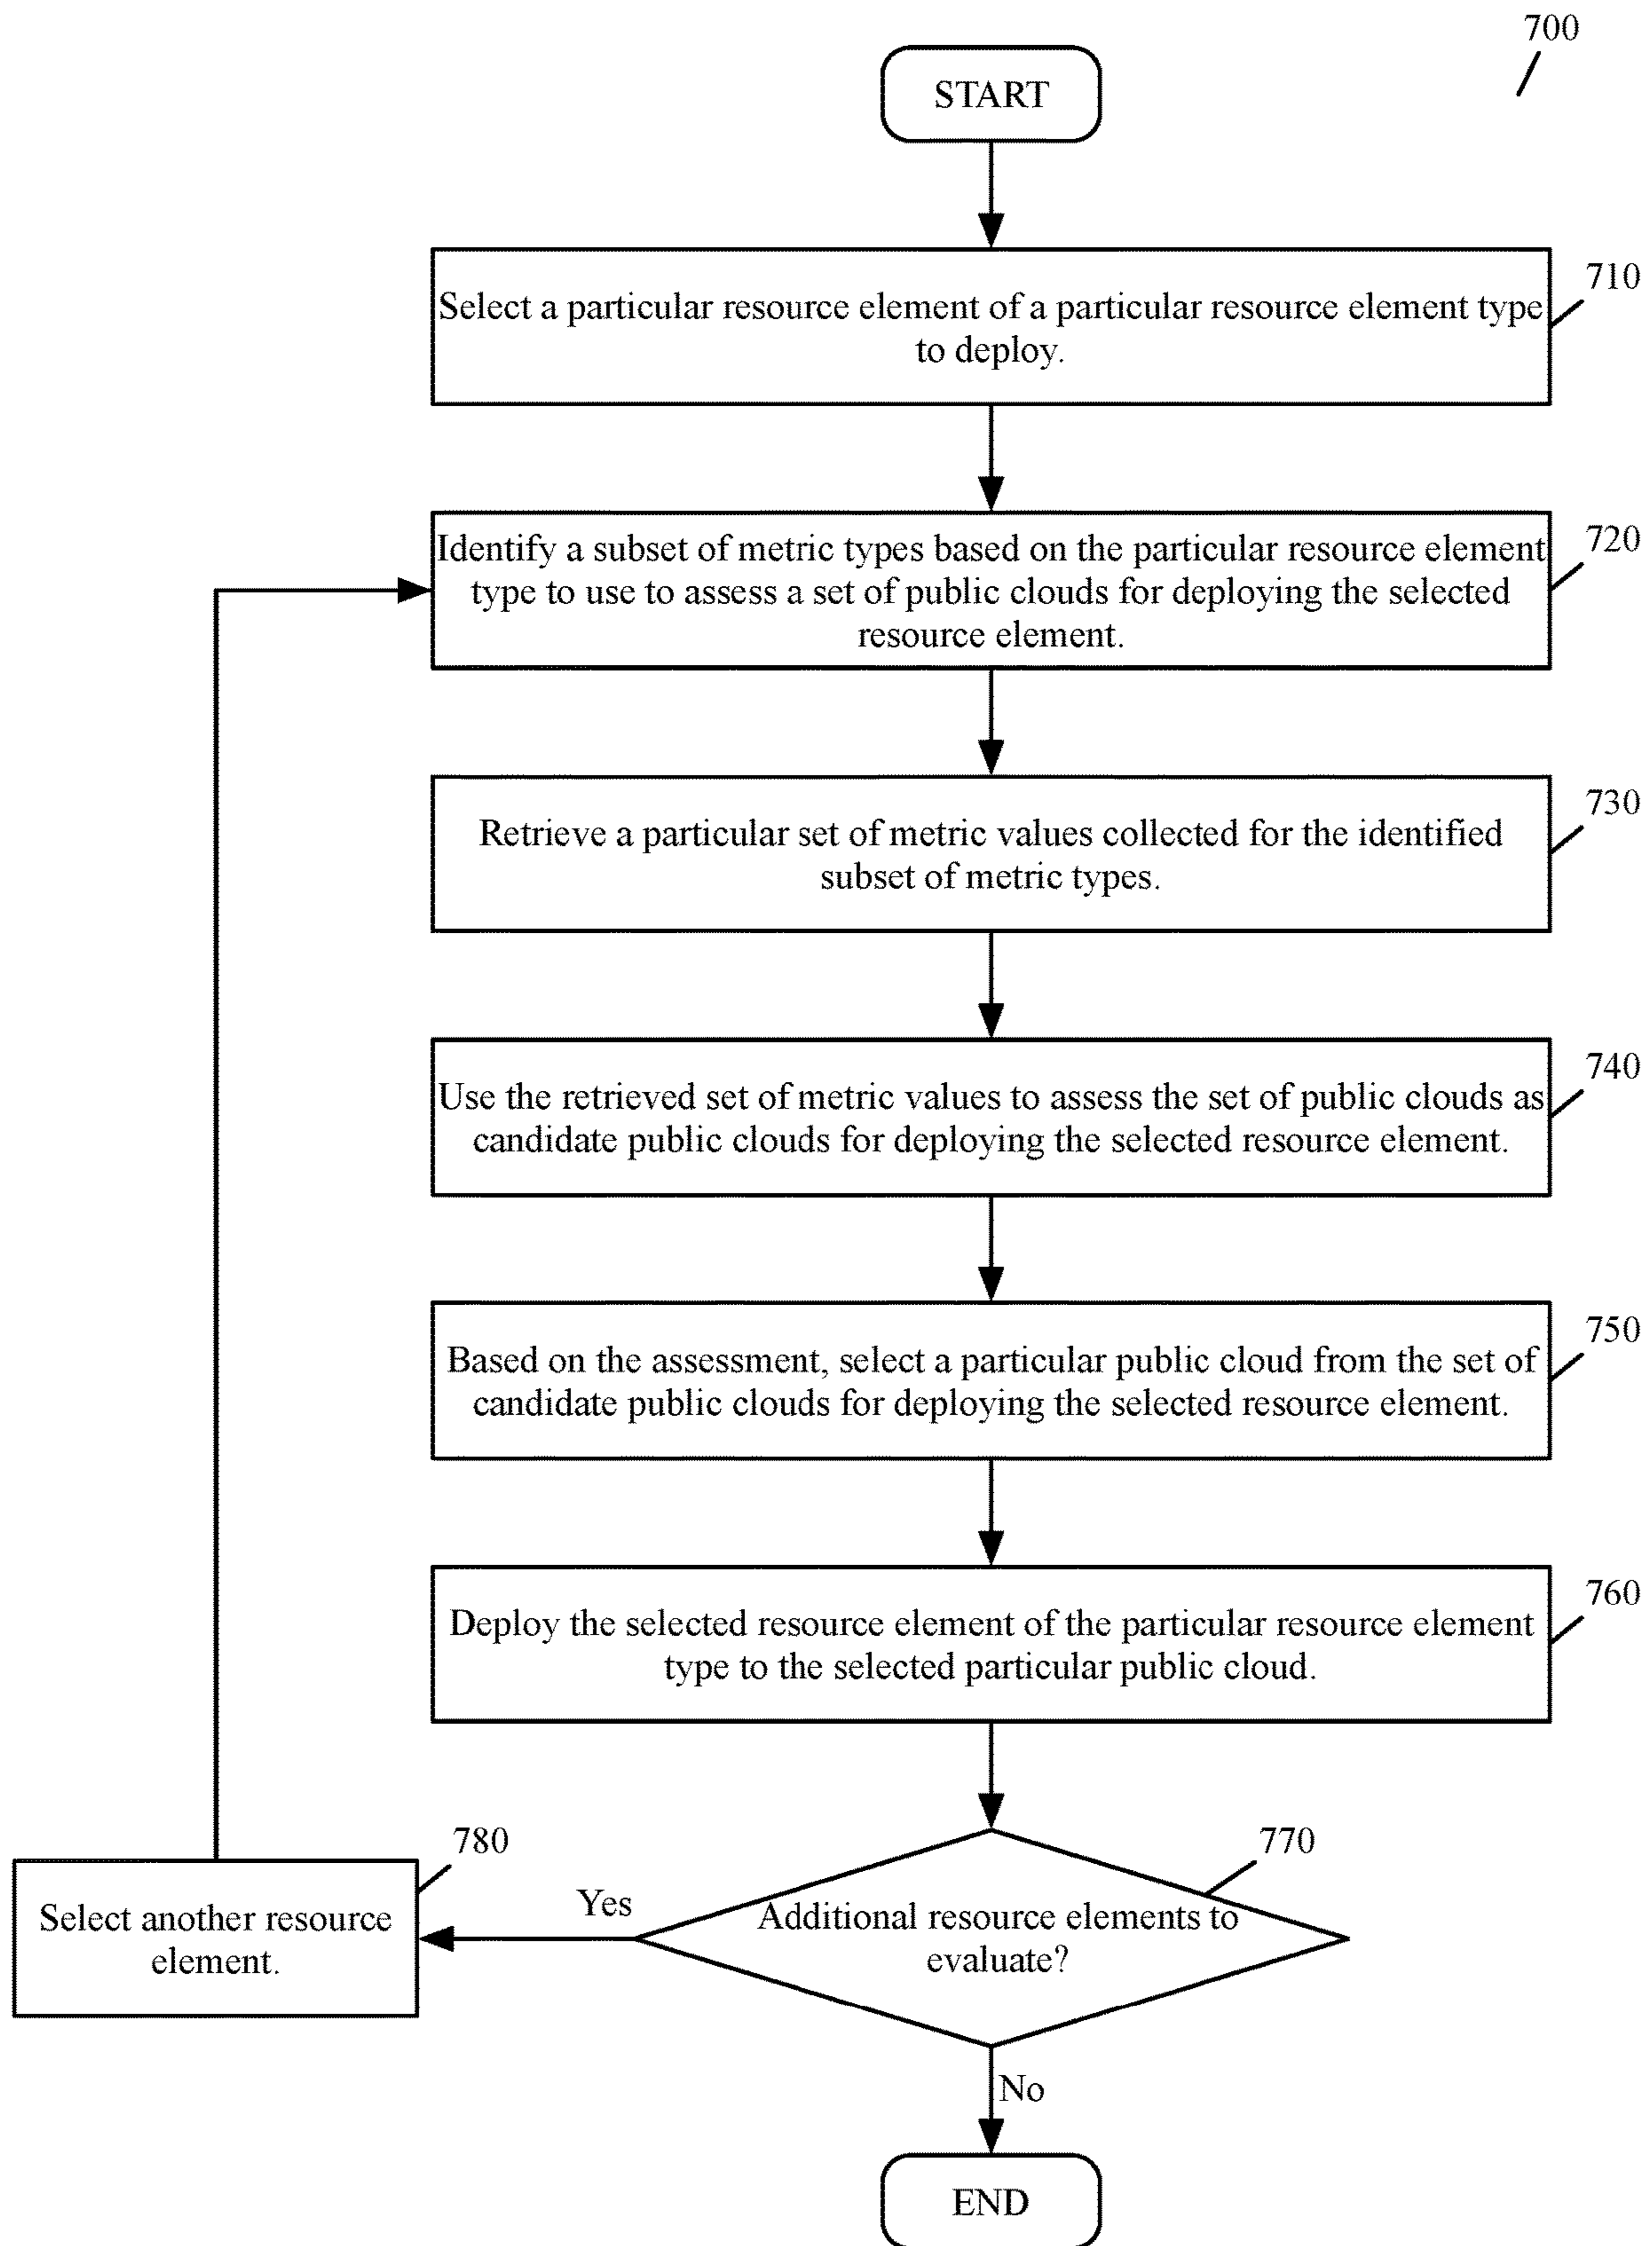 700
START
710
Select a particular resource element of a particular resource element type
to deploy.
720
Identify a subset of metric types based on the particular resource element
type to use to assess a set of public clouds for deploying the selected
resource element.
730
Retrieve a particular set of metric values collected for the identified
subset of metric types.
740
Use the retrieved set of metric values to assess the set of public clouds as
candidate public clouds for deploying the selected resource element.
750
Based on the assessment, select a particular public cloud from the set of
candidate public clouds for deploying the selected resource element.
760
Deploy the selected resource element of the particular resource element
type to the selected particular public cloud.
780
Select another resource
element.
Yes
770
Additional resource elements to
evaluate?
No
END